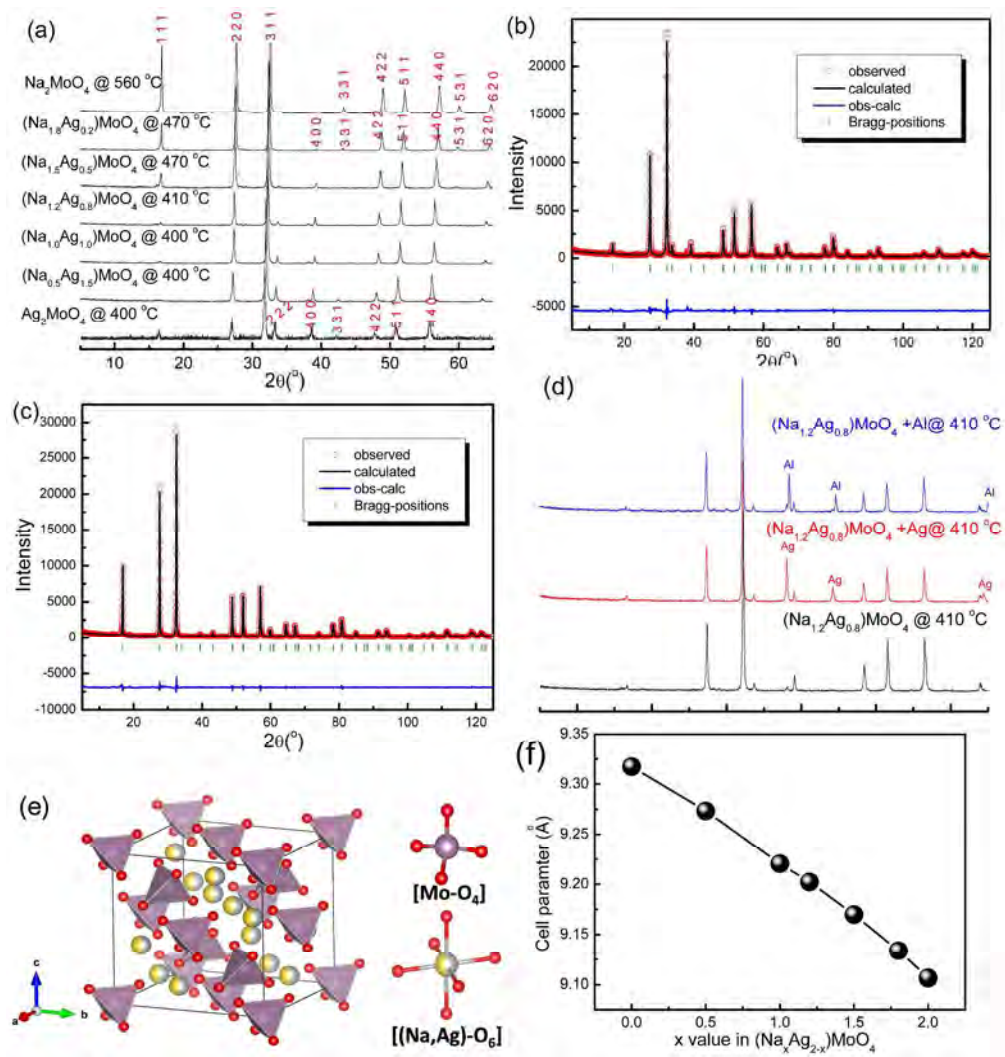 (a)
111
220
311
331
422
511
440
531
620
Na₂MoO₄ @ 560 °C
400
331
422
511
440
531
620
(Na₁.₈Ag₀.₂)MoO₄ @ 470 °C
(Na₁.₅Ag₀.₅)MoO₄ @ 470 °C
(Na₁.₂Ag₀.₈)MoO₄ @ 410 °C
(Na₁.₀Ag₁.₀)MoO₄ @ 400 °C
(Na₀.₅Ag₁.₅)MoO₄ @ 400 °C
Ag₂MoO₄ @ 400 °C
222
400
331
422
511
440
10 20 30 40 50 60
2θ(°)
(b)
observed
calculated
obs-calc
Bragg-positions
Intensity
20000
15000
10000
5000
0
-5000
20 40 60 80 100 120
2θ(°)
(c)
observed
calculated
obs-calc
Bragg-positions
Intensity
30000
25000
20000
15000
10000
5000
0
-5000
-10000
20 40 60 80 100 120
2θ(°)
(d)
(Na₁.₂Ag₀.₈)MoO₄ +Al@ 410 °C
Al
Al
Al
(Na₁.₂Ag₀.₈)MoO₄ +Ag@ 410 °C
Ag
Ag
Ag
(Na₁.₂Ag₀.₈)MoO₄ @ 410 °C
(e)
c
a
b
[Mo-O₄]
[(Na,Ag)-O₆]
(f)
Cell paramter (Å)
9.35
9.30
9.25
9.20
9.15
9.10
0.0 0.5 1.0 1.5 2.0
x value in (NaₓAg₂₋ₓ)MoO₄